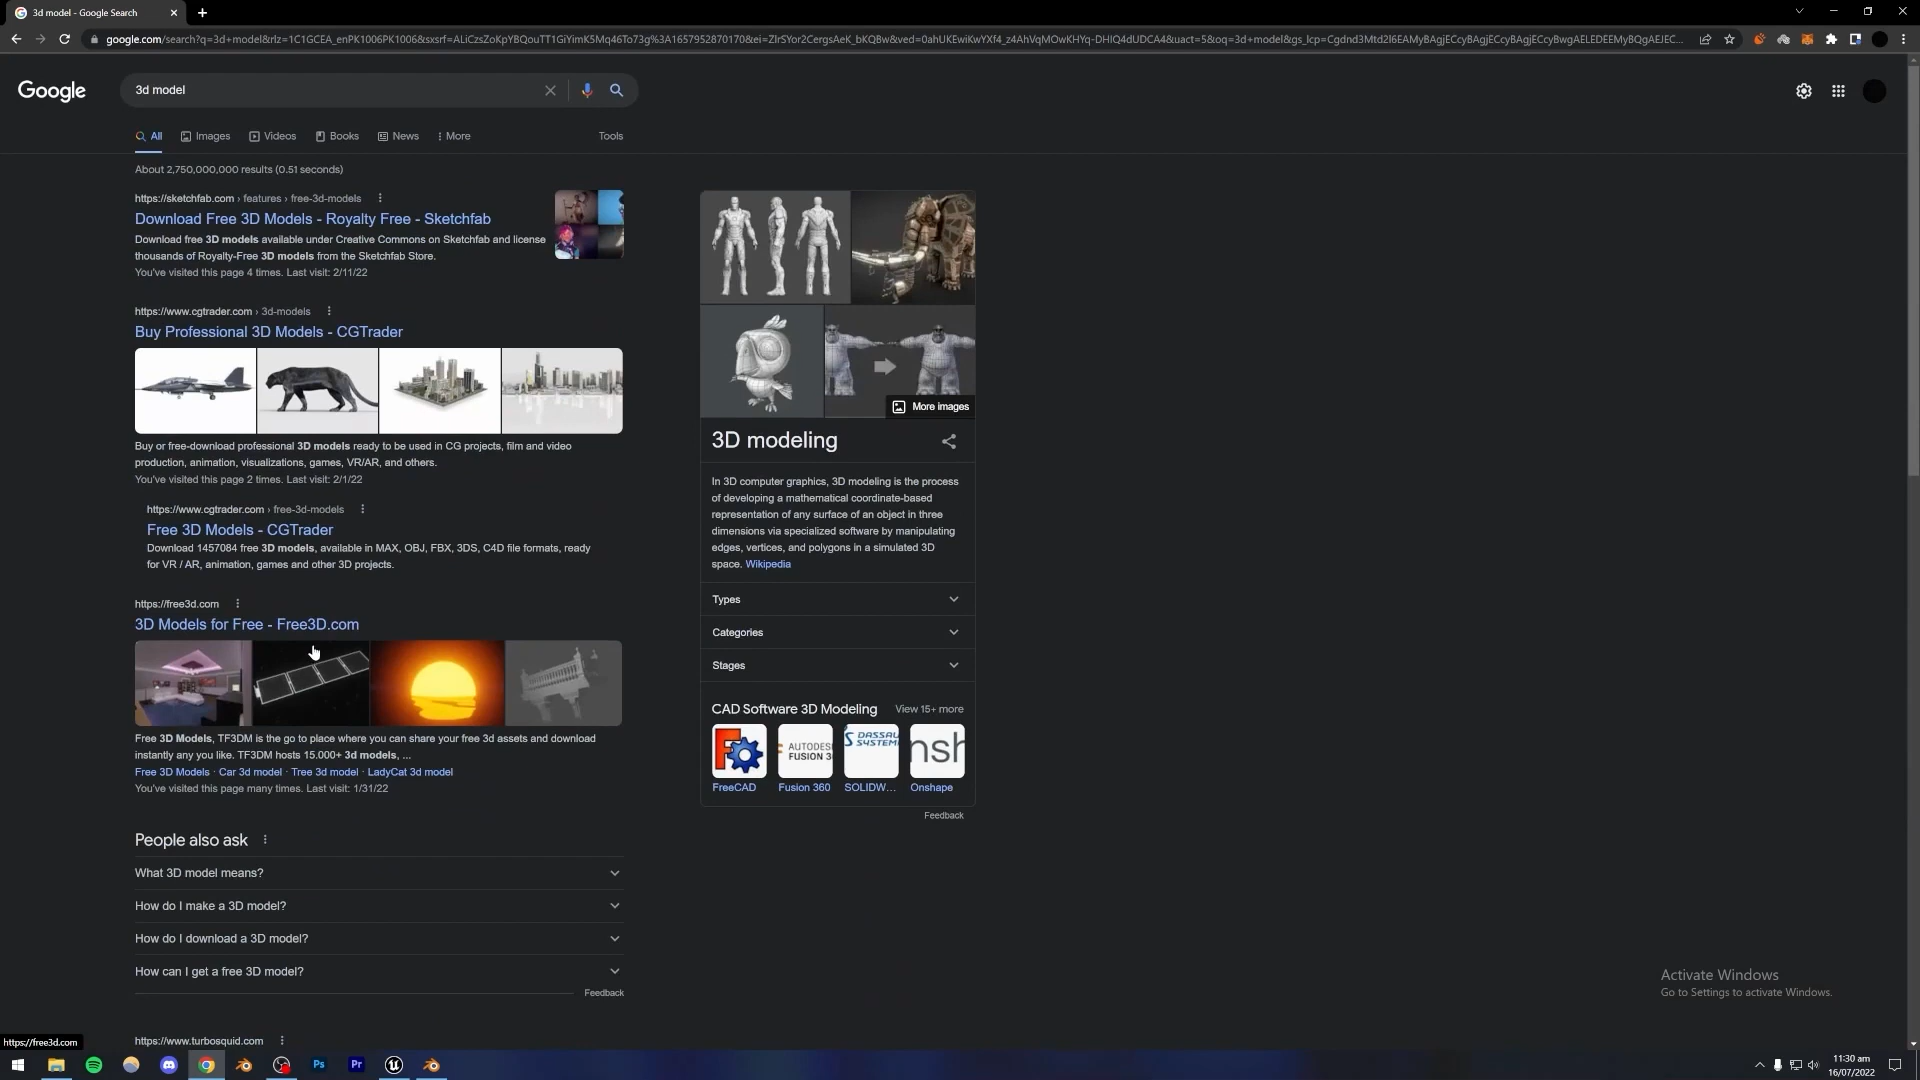 3d model - Google Search
google.com/search?q=3d+model&rlz=1C1GCEA_enPK1006PK1006&sxsrf=
Google
3d model
All Images Videos Books News More Tools
About 2,750,000,000 results (0.51 seconds)
https://sketchfab.com › features › free-3d-models
Download Free 3D Models - Royalty Free - Sketchfab
Download free 3D models available under Creative Commons on Sketchfab and license
thousands of Royalty-Free 3D models from the Sketchfab Store.
You've visited this page 4 times. Last visit: 2/11/22
https://www.cgtrader.com › 3d-models
Buy Professional 3D Models - CGTrader
Buy or free-download professional 3D models ready to be used in CG projects, film and video
production, animation, visualizations, games, VR/AR, and others.
You've visited this page 2 times. Last visit: 2/1/22
https://www.cgtrader.com › free-3d-models
Free 3D Models - CGTrader
Download 1457084 free 3D models, available in MAX, OBJ, FBX, 3DS, C4D file formats, ready
for VR / AR, animation, games and other 3D projects.
https://free3d.com
3D Models for Free - Free3D.com
Free 3D Models, TF3DM is the go to place where you can share your free 3d assets and download
instantly any you like. TF3DM hosts 15.000+ 3d models, ...
Free 3D Models · Car 3d model · Tree 3d model · LadyCat 3d model
You've visited this page many times. Last visit: 1/31/22
People also ask
What 3D model means?
How do I make a 3D model?
How do I download a 3D model?
How can I get a free 3D model?
Feedback
https://www.turbosquid.com
More images
3D modeling
In 3D computer graphics, 3D modeling is the process
of developing a mathematical coordinate-based
representation of any surface of an object in three
dimensions via specialized software by manipulating
edges, vertices, and polygons in a simulated 3D
space. Wikipedia
Types
Categories
Stages
CAD Software 3D Modeling View 15+ more
AUTODES
FUSION 3
DASSAU
SYSTEM
nsh
FreeCAD Fusion 360 SOLIDW... Onshape
Feedback
Activate Windows
Go to Settings to activate Windows.
https://free3d.com
Ps Pr
11:30 am
16/07/2022